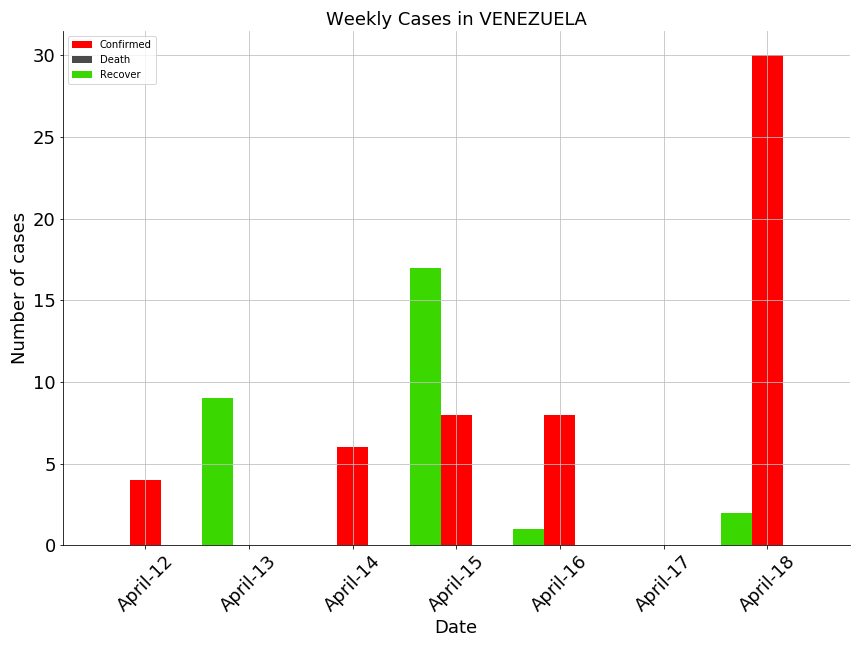 Weekly Cases in VENEZUELA
Confirmed
Death
Recover
30
25
20
15
10
5
0
Number of cases
April-12
April-13
April-14
April-15
April-16
April-17
April-18
Date